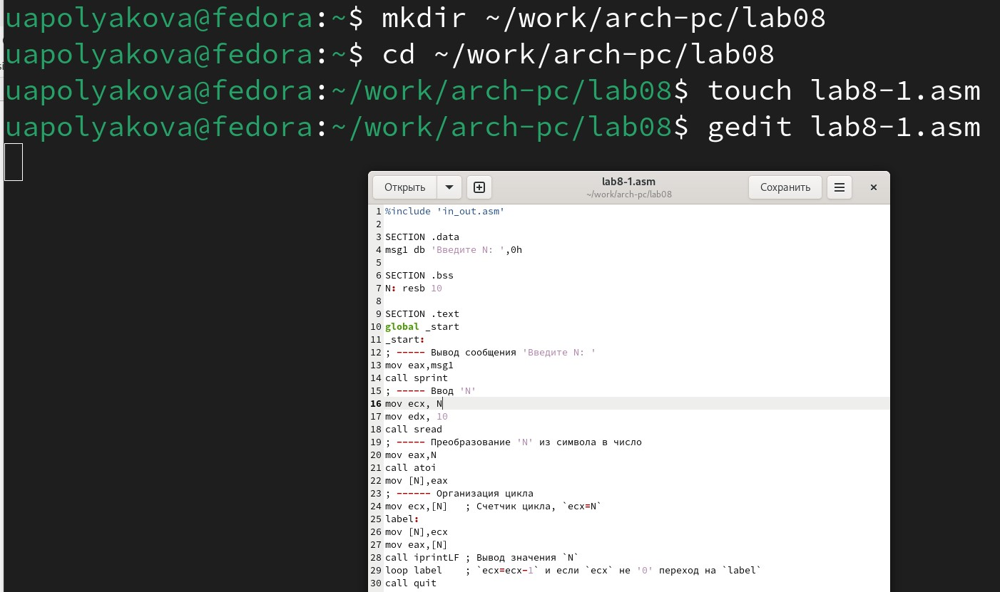 uapolyakova@fedora:~$ mkdir ~/work/arch-pc/lab08
uapolyakova@fedora:~$ cd ~/work/arch-pc/lab08
uapolyakova@fedora:~/work/arch-pc/lab08$ touch lab8-1.asm
uapolyakova@fedora:~/work/arch-pc/lab08$ gedit lab8-1.asm
Открыть
lab8-1.asm
~/work/arch-pc/lab08
Сохранить
1 %include 'in_out.asm'
2
3 SECTION .data
4 msg1 db 'Введите N: ',0h
5
6 SECTION .bss
7 N: resb 10
8
9 SECTION .text
10 global _start
11 _start:
12 ; ----- Вывод сообщения 'Введите N: '
13 mov eax,msg1
14 call sprint
15 ; ----- Ввод 'N'
16 mov ecx, N
17 mov edx, 10
18 call sread
19 ; ----- Преобразование 'N' из символа в число
20 mov eax,N
21 call atoi
22 mov [N],eax
23 ; ------ Организация цикла
24 mov ecx,[N]   ; Счетчик цикла, `ecx=N`
25 label:
26 mov [N],ecx
27 mov eax,[N]
28 call iprintLF ; Вывод значения `N`
29 loop label    ; `ecx=ecx-1` и если `ecx` не '0' переход на `label`
30 call quit